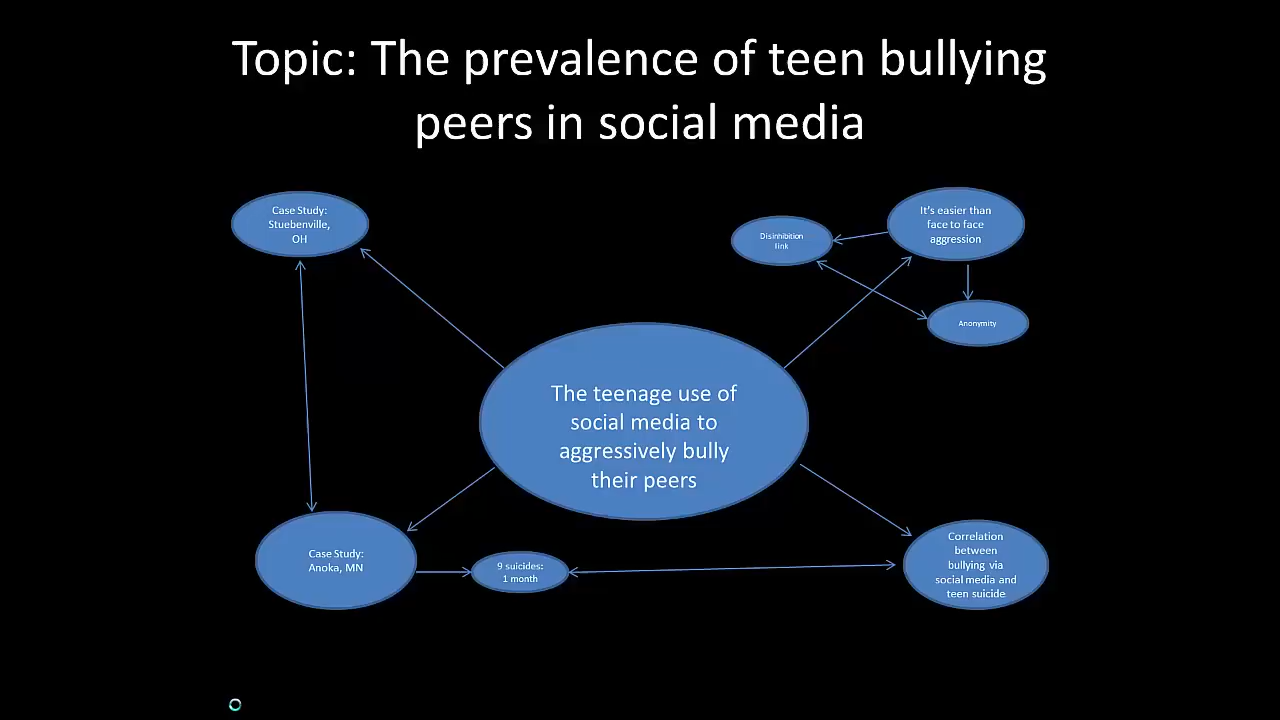 Topic: The prevalence of teen bullying
peers in social media
Case Study:
Stuebenville,
OH
Disinhibition
link
It's easier than
face to face
aggression
Anonymity
The teenage use of
social media to
aggressively bully
their peers
Case Study:
Anoka, MN
9 suicides:
1 month
Correlation
between
bullying via
social media and
teen suicide